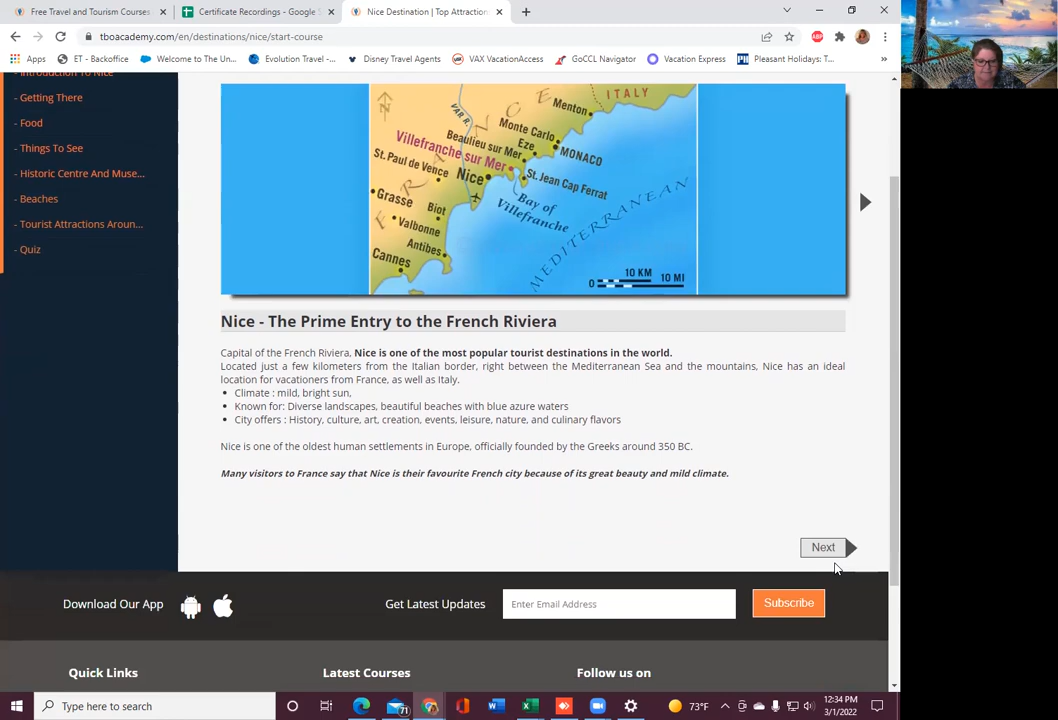 Free Travel and Tourism Courses
Certificate Recordings - Google S
Nice Destination | Top Attraction
tboacademy.com/en/destinations/nice/start-course
Apps
ET - Backoffice
Welcome to The Un...
Evolution Travel -...
Disney Travel Agents
VAX VacationAccess
GoCCL Navigator
Vacation Express
Pleasant Holidays: T...
- Introduction To Nice
- Getting There
- Food
- Things To See
- Historic Centre And Muse...
- Beaches
- Tourist Attractions Aroun...
- Quiz
N
VAR R.
FRANCE
ITALY
Menton
Monte Carlo
Villefranche sur Mer
Beaulieu sur Mer
Eze
MONACO
St. Paul de Vence
Nice
St. Jean Cap Ferrat
Grasse
Biot
Bay of
Villefranche
Valbonne
Antibes
Cannes
MEDITERRANEAN
10 KM
0
10 MI
Nice - The Prime Entry to the French Riviera
Capital of the French Riviera, Nice is one of the most popular tourist destinations in the world.
Located just a few kilometers from the Italian border, right between the Mediterranean Sea and the mountains, Nice has an ideal
location for vacationers from France, as well as Italy.
• Climate : mild, bright sun,
• Known for: Diverse landscapes, beautiful beaches with blue azure waters
• City offers : History, culture, art, creation, events, leisure, nature, and culinary flavors
Nice is one of the oldest human settlements in Europe, officially founded by the Greeks around 350 BC.
Many visitors to France say that Nice is their favourite French city because of its great beauty and mild climate.
Next
Download Our App
Get Latest Updates
Enter Email Address
Subscribe
Quick Links
Latest Courses
Follow us on
Type here to search
71
73°F
12:34 PM
3/1/2022